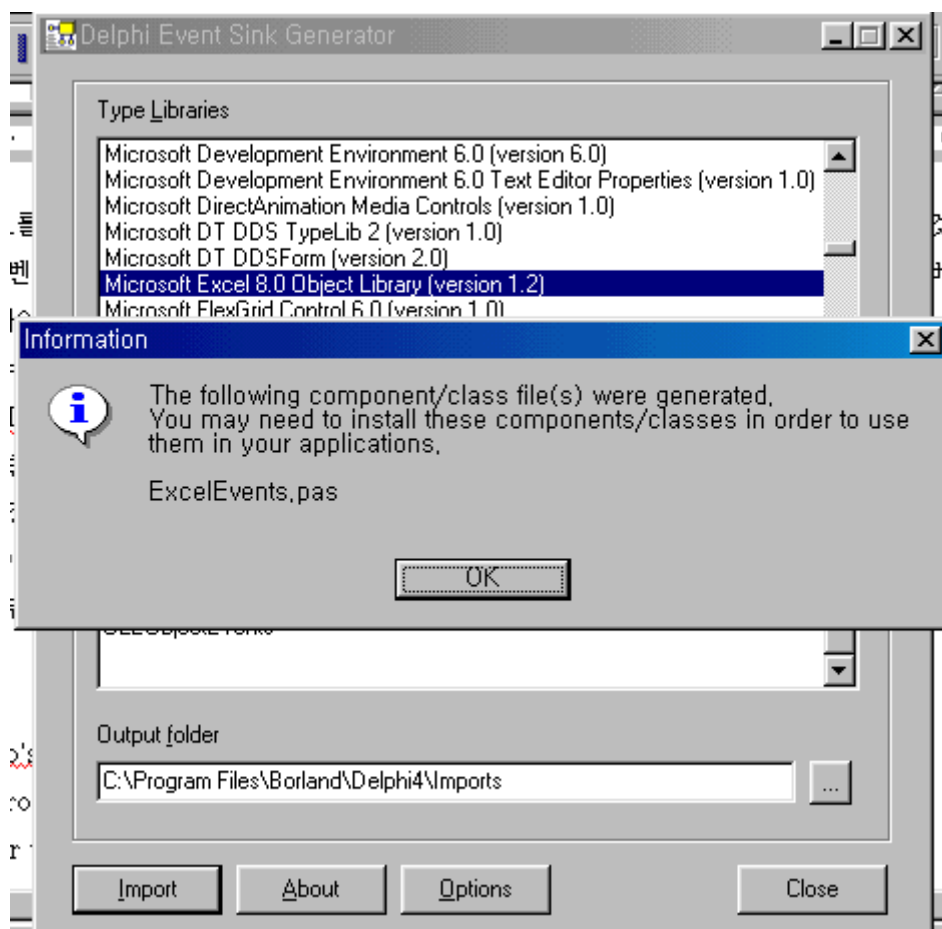 Delphi Event Sink Generator
Type Libraries
Microsoft Development Environment 6.0 (version 6.0)
Microsoft Development Environment 6.0 Text Editor Properties (version 1.0)
Microsoft DirectAnimation Media Controls (version 1.0)
Microsoft DT DDS TypeLib 2 (version 1.0)
Microsoft DT DDSForm (version 2.0)
Microsoft Excel 8.0 Object Library (version 1.2)
Microsoft FlexGrid Control 6.0 (version 1.0)
Information
The following component/class file(s) were generated.
You may need to install these components/classes in order to use
them in your applications.
ExcelEvents.pas
OK
OLEObjectEvents
Output folder
C:\Program Files\Borland\Delphi4\Imports
...
Import
About
Options
Close